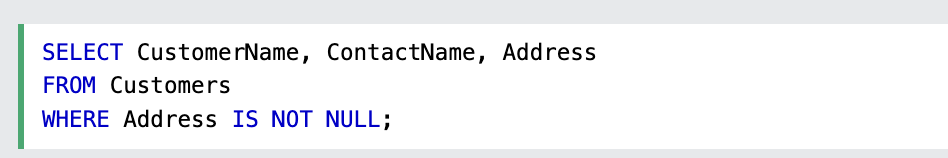 SELECT CustomerName, ContactName, Address
FROM Customers
WHERE Address IS NOT NULL;